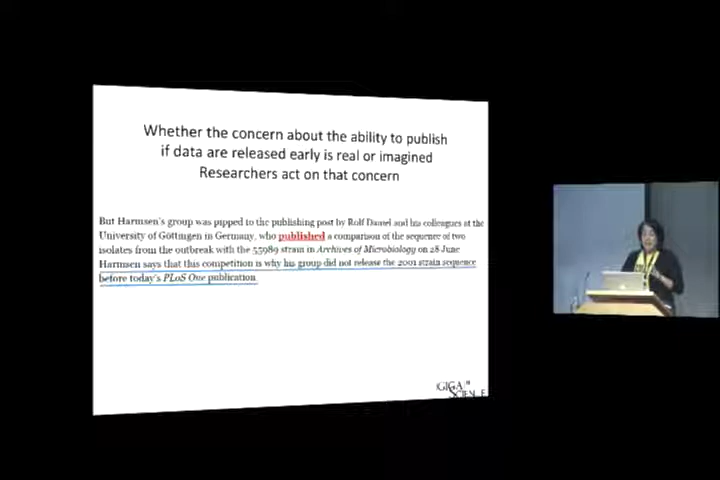 Whether the concern about the ability to publish
if data are released early is real or imagined
Researchers act on that concern
But Harmsen's group was pipped to the publishing post by Rolf Daniel and his colleagues at the
University of Göttingen in Germany, who published a comparison of the sequence of two
isolates from the outbreak with the 55989 strain in Archives of Microbiology on 28 June
Harmsen says that this competition is why his group did not release the 2001 strain sequence
before today's PLoS One publication
GIGA
SCIENCE